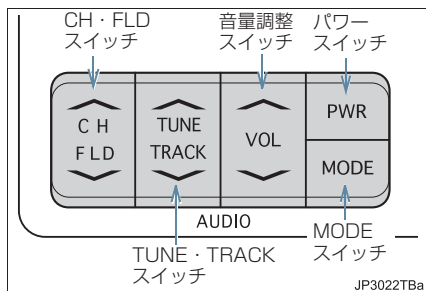 CH・FLD
スイッチ
音量調整
スイッチ
パワー
スイッチ
CH
FLD
TUNE
TRACK
VOL
PWR
MODE
AUDIO
TUNE・TRACK
スイッチ
MODE
スイッチ
JP3022TBa